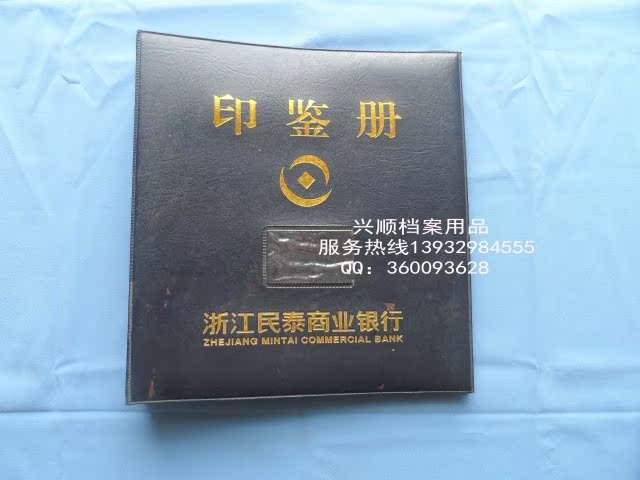 印鉴册
兴顺档案用品
服务热线13932984555
QQ：360093628
浙江民泰商业银行
ZHEJIANG MINTAI COMMERCIAL BANK